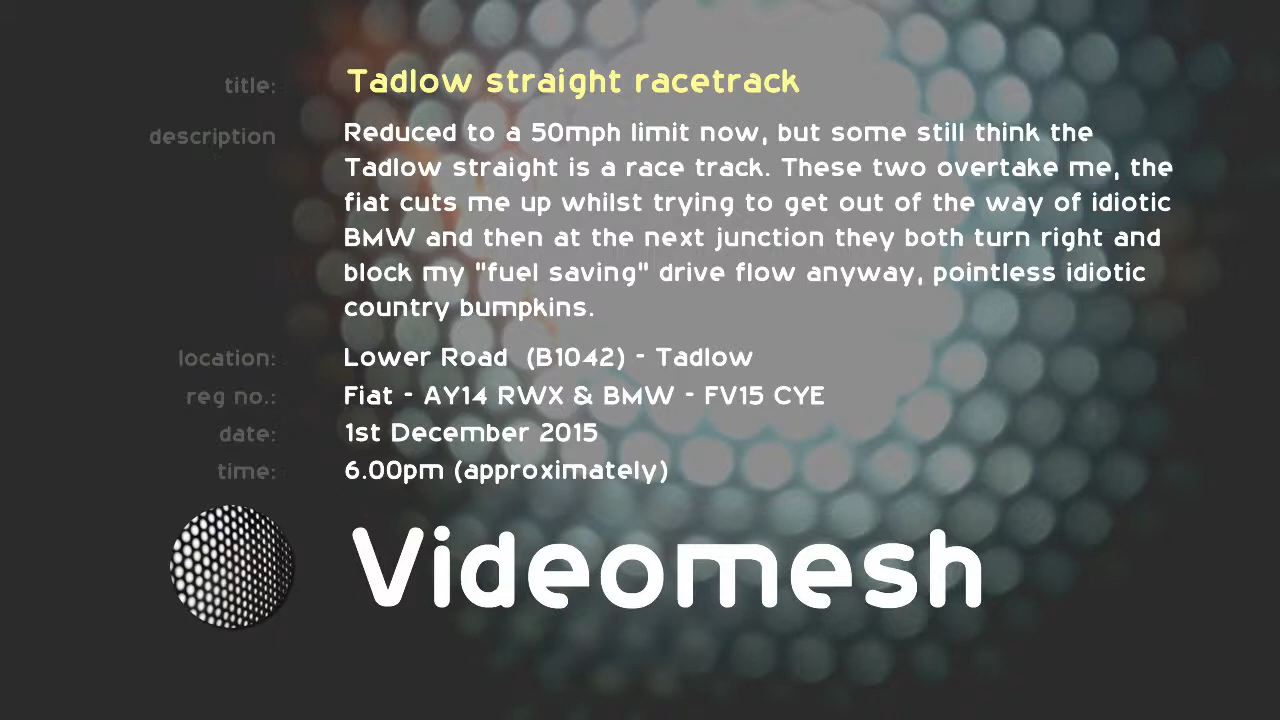 title: Tadlow straight racetrack
description Reduced to a 50mph limit now, but some still think the
Tadlow straight is a race track. These two overtake me, the
fiat cuts me up whilst trying to get out of the way of idiotic
BMW and then at the next junction they both turn right and
block my "fuel saving" drive flow anyway, pointless idiotic
country bumpkins.
location: Lower Road (B1042) - Tadlow
reg no.: Fiat - AY14 RWX & BMW - FV15 CYE
date: 1st December 2015
time: 6.00pm (approximately)
Videomesh